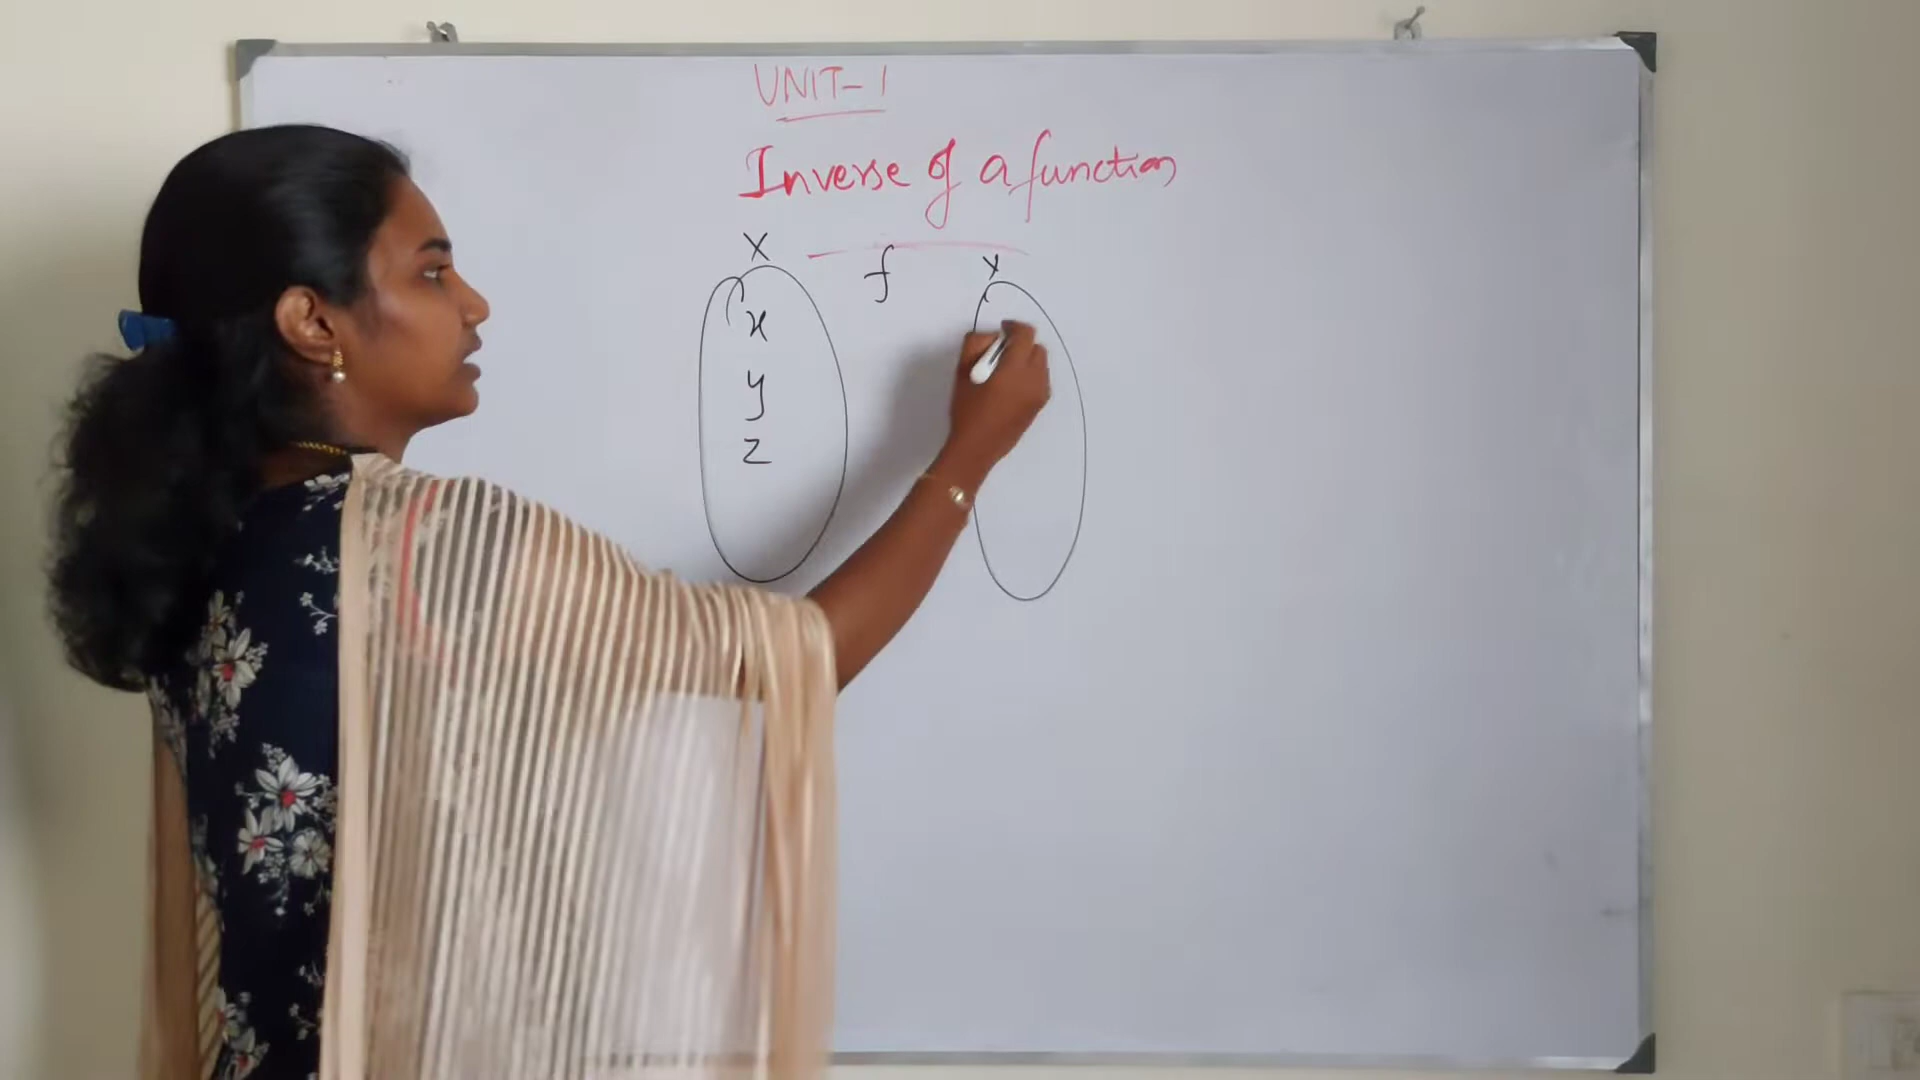 UNIT-1
Inverse of a function
X f Y
x
y
z